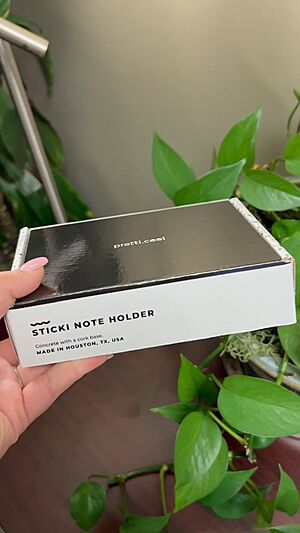 pretti.cool
STICKI NOTE HOLDER
Concrete with a cork base.
MADE IN HOUSTON, TX, USA